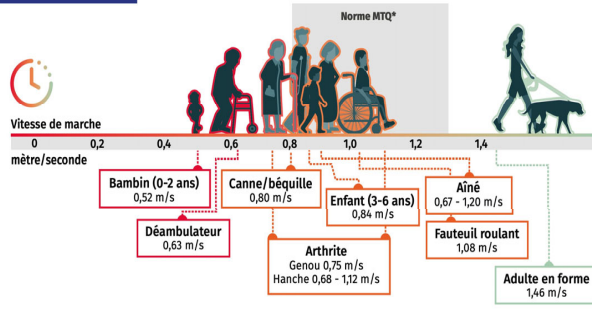 Norme MTQ*
Vitesse de marche
0 0,2 0,4 0,6 0,8 1,0 1,2 1,4
mètre/seconde
Bambin (0-2 ans)
0,52 m/s
Canne/béquille
0,80 m/s
Enfant (3-6 ans)
0,84 m/s
Aîné
0,67 - 1,20 m/s
Déambulateur
0,63 m/s
Fauteuil roulant
1,08 m/s
Arthrite
Genou 0,75 m/s
Hanche 0,68 - 1,12 m/s
Adulte en forme
1,46 m/s